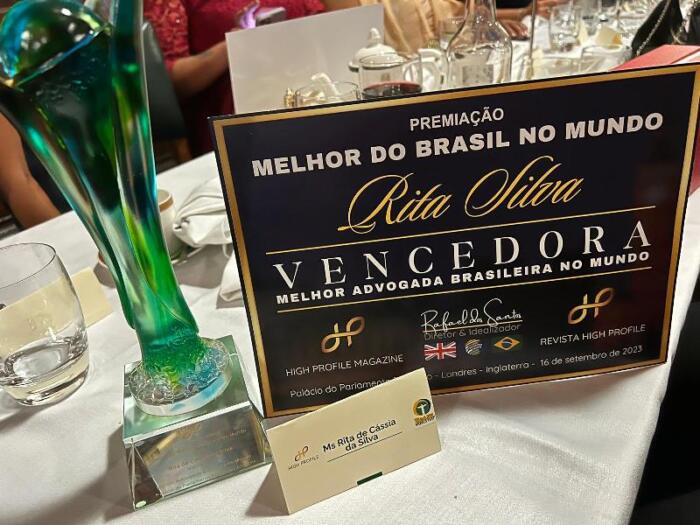 PREMIAÇÃO
MELHOR DO BRASIL NO MUNDO
Rita Silva
VENCEDORA
MELHOR ADVOGADA BRASILEIRA NO MUNDO
Rafael dos Santos
Diretor & Idealizador
HIGH PROFILE MAGAZINE
REVISTA HIGH PROFILE
Palácio do Parlamento - Londres - Inglaterra - 16 de setembro de 2023
HIGH PROFILE
Ms Rita de Cássia
da Silva